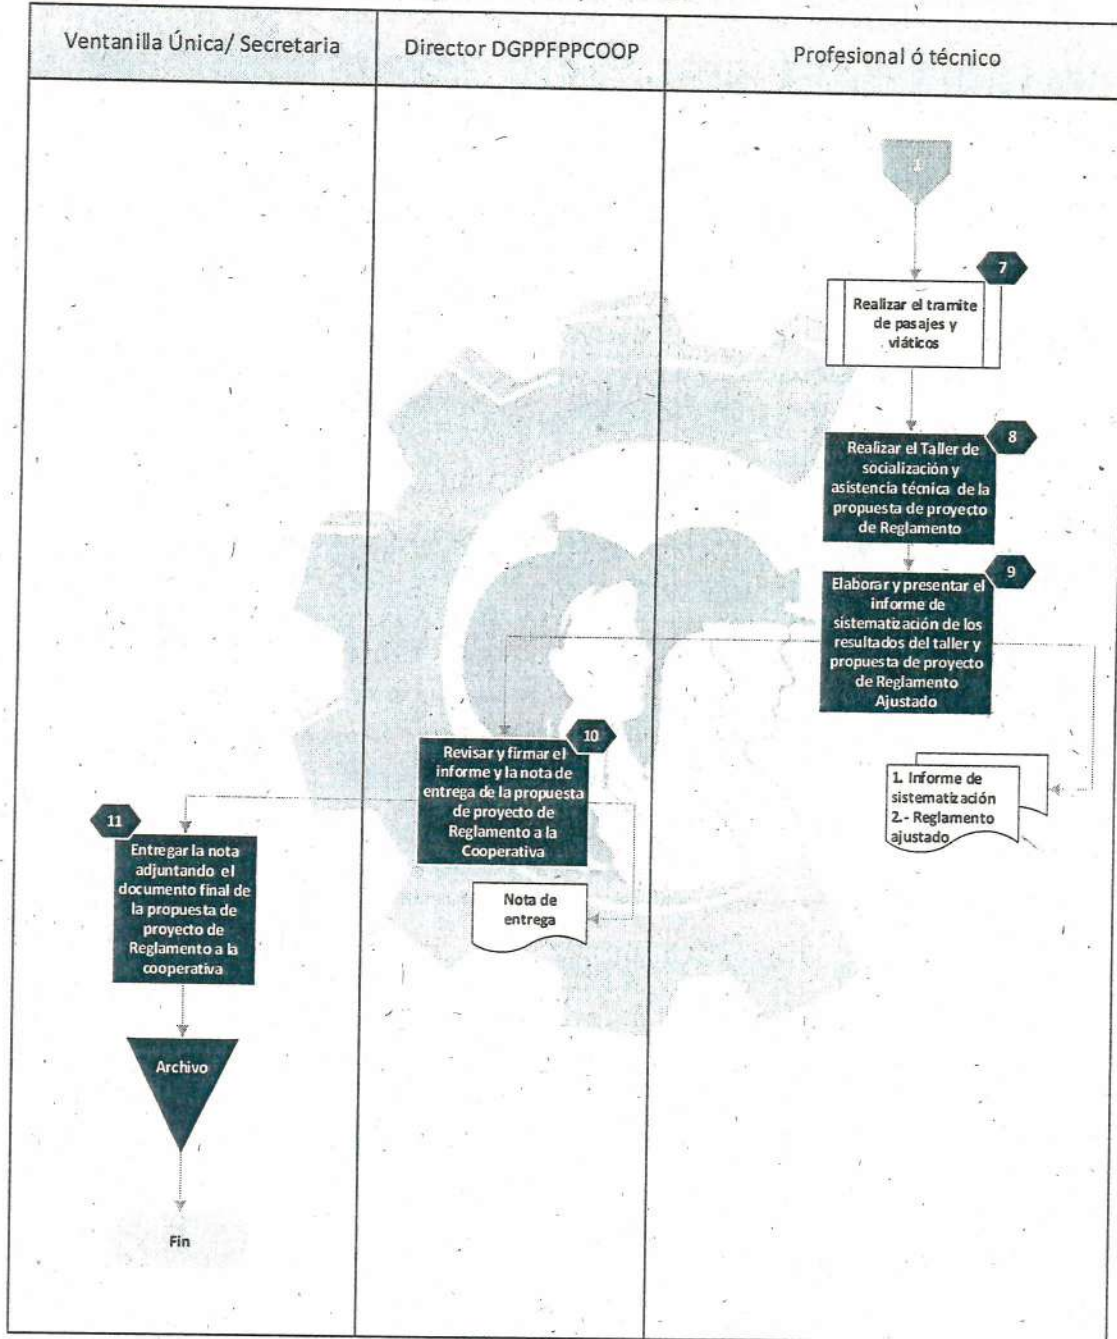 Ventanilla Única/ Secretaria
Director DGPPFPPCOOP
Profesional ó técnico
7
Realizar el tramite
de pasajes y
viáticos
8
Realizar el Taller de
socialización y
asistencia técnica de la
propuesta de proyecto
de Reglamento
9
Elaborar y presentar el
informe de
sistematización de los
resultados del taller y
propuesta de proyecto
de Reglamento
Ajustado
1. Informe de
sistematización
2.- Reglamento
ajustado
10
Revisar y firmar el
informe y la nota de
entrega de la propuesta
de proyecto de
Reglamento a la
Cooperativa
Nota de
entrega
11
Entregar la nota
adjuntando el
documento final de
la propuesta de
proyecto de
Reglamento a la
cooperativa
Archivo
Fin